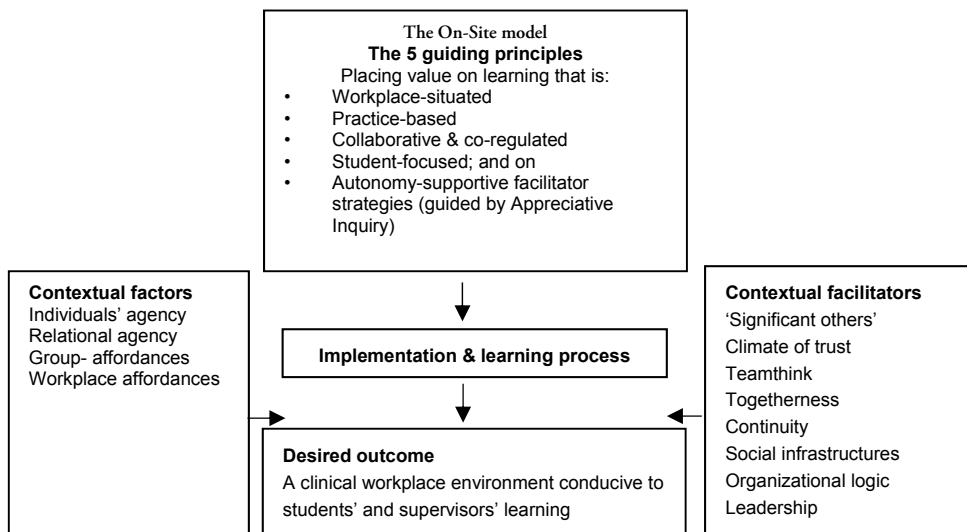 The On-Site model
The 5 guiding principles
Placing value on learning that is:
• Workplace-situated
• Practice-based
• Collaborative & co-regulated
• Student-focused; and on
• Autonomy-supportive facilitator
strategies (guided by Appreciative
Inquiry)
Contextual factors
Individuals’ agency
Relational agency
Group- affordances
Workplace affordances
Implementation & learning process
Contextual facilitators
‘Significant others’
Climate of trust
Teamthink
Togetherness
Continuity
Social infrastructures
Organizational logic
Leadership
Desired outcome
A clinical workplace environment conducive to
students’ and supervisors’ learning